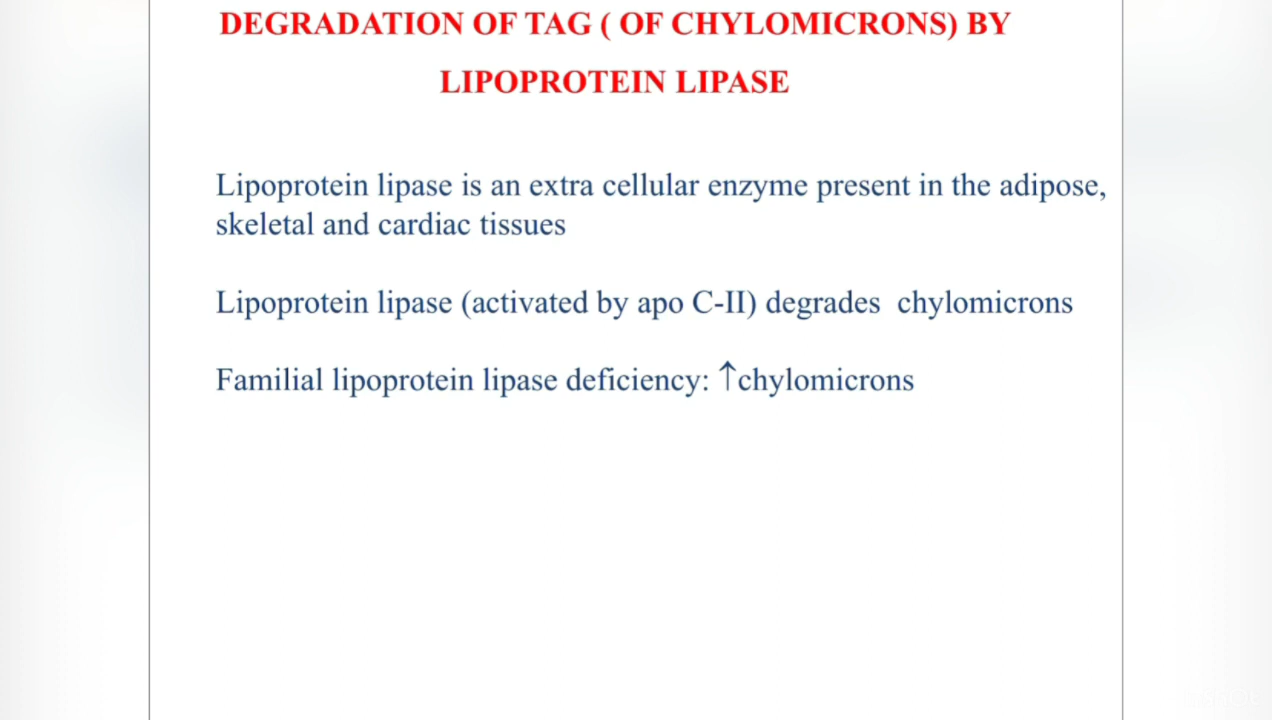 DEGRADATION OF TAG ( OF CHYLOMICRONS) BY
LIPOPROTEIN LIPASE
Lipoprotein lipase is an extra cellular enzyme present in the adipose,
skeletal and cardiac tissues
Lipoprotein lipase (activated by apo C-II) degrades  chylomicrons
Familial lipoprotein lipase deficiency: ↑chylomicrons